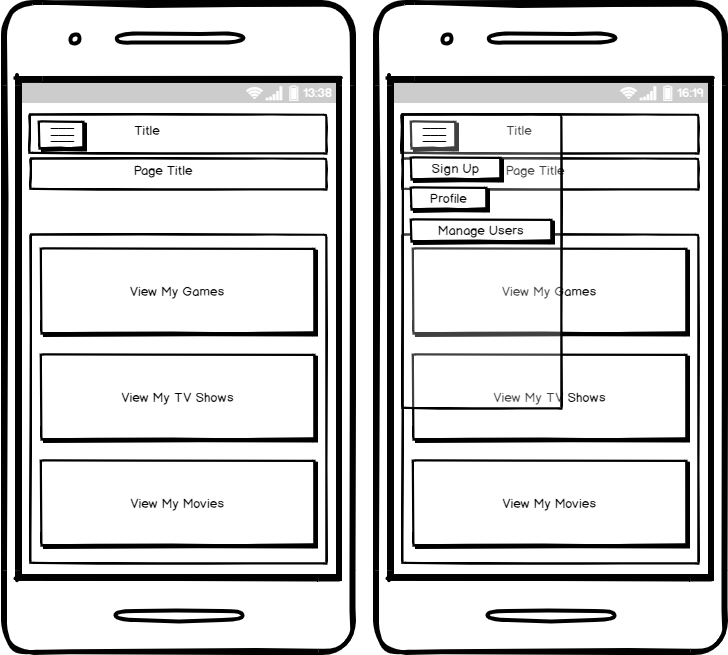 13:38
Title
Page Title
View My Games
View My TV Shows
View My Movies
16:19
Title
Sign Up
Page Title
Profile
Manage Users
View My Games
View My TV Shows
View My Movies